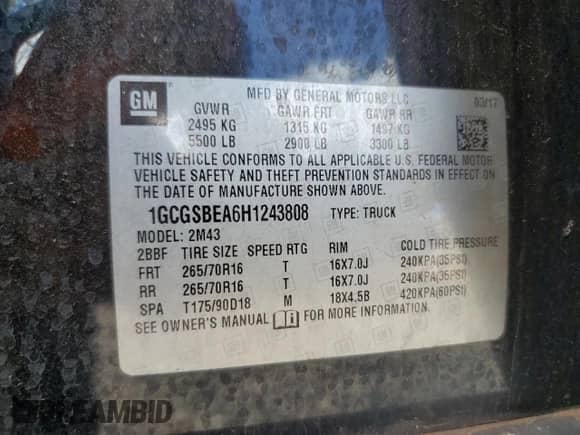 GM
MFD BY GENERAL MOTORS LLC 03/17
GVWR GAWR FRT GAWR RR
2495 KG 1315 KG 1497 KG
5500 LB 2900 LB 3300 LB
THIS VEHICLE CONFORMS TO ALL APPLICABLE U.S. FEDERAL MOTOR
VEHICLE SAFETY AND THEFT PREVENTION STANDARDS IN EFFECT ON
DATE OF MANUFACTURE SHOWN ABOVE.
1GCGSBEA6H1243808 TYPE: TRUCK
MODEL: 2M43
2BBF TIRE SIZE SPEED RTG RIM COLD TIRE PRESSURE
FRT 265/70R16 T 16X7.0J 240KPA(35PSI)
RR 265/70R16 T 16X7.0J 240KPA(35PSI)
SPA T175/90D18 M 18X4.5B 420KPA(60PSI)
SEE OWNER'S MANUAL FOR MORE INFORMATION.